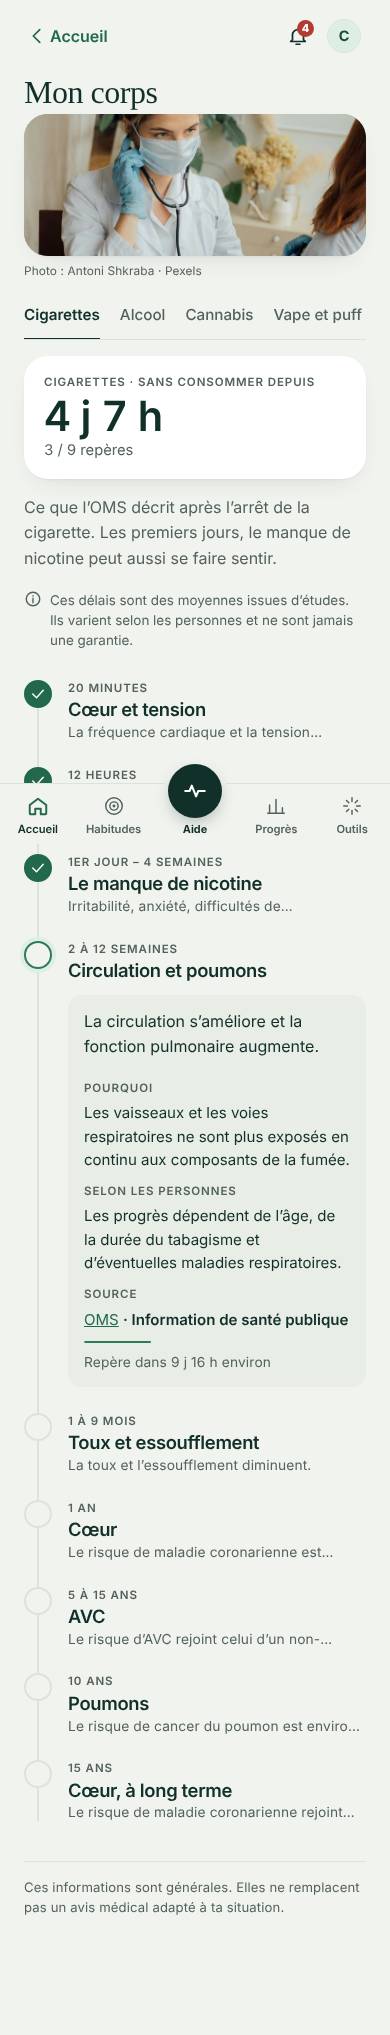 Accueil
4
C
Mon corps
Photo : Antoni Shkraba · Pexels
Cigarettes Alcool Cannabis Vape et puff
CIGARETTES · SANS CONSOMMER DEPUIS
4 j 7 h
3 / 9 repères
Ce que l’OMS décrit après l’arrêt de la
cigarette. Les premiers jours, le manque de
nicotine peut aussi se faire sentir.
Ces délais sont des moyennes issues d’études.
Ils varient selon les personnes et ne sont jamais
une garantie.
20 MINUTES
Cœur et tension
La fréquence cardiaque et la tension…
12 HEURES
Accueil Habitudes Aide Progrès Outils
1ER JOUR – 4 SEMAINES
Le manque de nicotine
Irritabilité, anxiété, difficultés de…
2 À 12 SEMAINES
Circulation et poumons
La circulation s’améliore et la
fonction pulmonaire augmente.
POURQUOI
Les vaisseaux et les voies
respiratoires ne sont plus exposés en
continu aux composants de la fumée.
SELON LES PERSONNES
Les progrès dépendent de l’âge, de
la durée du tabagisme et
d’éventuelles maladies respiratoires.
SOURCE
OMS · Information de santé publique
Repère dans 9 j 16 h environ
1 À 9 MOIS
Toux et essoufflement
La toux et l’essoufflement diminuent.
1 AN
Cœur
Le risque de maladie coronarienne est…
5 À 15 ANS
AVC
Le risque d’AVC rejoint celui d’un non-…
10 ANS
Poumons
Le risque de cancer du poumon est enviro…
15 ANS
Cœur, à long terme
Le risque de maladie coronarienne rejoint…
Ces informations sont générales. Elles ne remplacent
pas un avis médical adapté à ta situation.